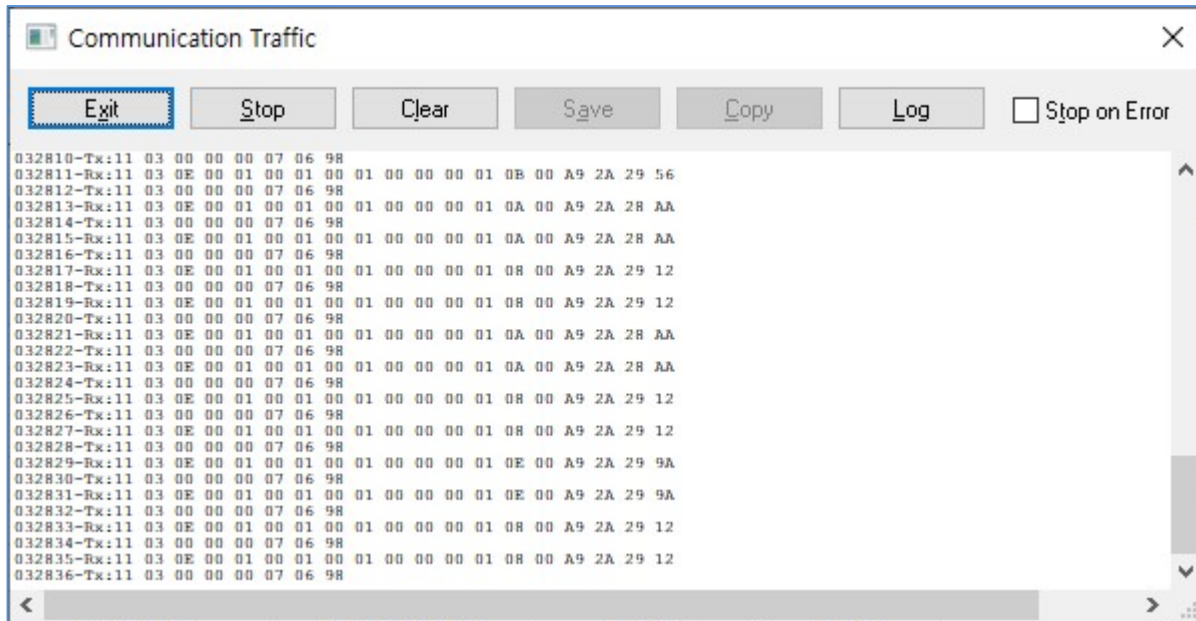 Communication Traffic
Exit Stop Clear Save Copy Log Stop on Error
032810-Tx:11 03 00 00 00 07 06 98
032811-Rx:11 03 0E 00 01 00 01 00 01 00 00 00 01 0B 00 A9 2A 29 56
032812-Tx:11 03 00 00 00 07 06 98
032813-Rx:11 03 0E 00 01 00 01 00 01 00 00 00 01 0A 00 A9 2A 28 AA
032814-Tx:11 03 00 00 00 07 06 98
032815-Rx:11 03 0E 00 01 00 01 00 01 00 00 00 01 0A 00 A9 2A 28 AA
032816-Tx:11 03 00 00 00 07 06 98
032817-Rx:11 03 0E 00 01 00 01 00 01 00 00 00 01 08 00 A9 2A 29 12
032818-Tx:11 03 00 00 00 07 06 98
032819-Rx:11 03 0E 00 01 00 01 00 01 00 00 00 01 08 00 A9 2A 29 12
032820-Tx:11 03 00 00 00 07 06 98
032821-Rx:11 03 0E 00 01 00 01 00 01 00 00 00 01 0A 00 A9 2A 28 AA
032822-Tx:11 03 00 00 00 07 06 98
032823-Rx:11 03 0E 00 01 00 01 00 01 00 00 00 01 0A 00 A9 2A 28 AA
032824-Tx:11 03 00 00 00 07 06 98
032825-Rx:11 03 0E 00 01 00 01 00 01 00 00 00 01 08 00 A9 2A 29 12
032826-Tx:11 03 00 00 00 07 06 98
032827-Rx:11 03 0E 00 01 00 01 00 01 00 00 00 01 08 00 A9 2A 29 12
032828-Tx:11 03 00 00 00 07 06 98
032829-Rx:11 03 0E 00 01 00 01 00 01 00 00 00 01 0E 00 A9 2A 29 9A
032830-Tx:11 03 00 00 00 07 06 98
032831-Rx:11 03 0E 00 01 00 01 00 01 00 00 00 01 0E 00 A9 2A 29 9A
032832-Tx:11 03 00 00 00 07 06 98
032833-Rx:11 03 0E 00 01 00 01 00 01 00 00 00 01 08 00 A9 2A 29 12
032834-Tx:11 03 00 00 00 07 06 98
032835-Rx:11 03 0E 00 01 00 01 00 01 00 00 00 01 08 00 A9 2A 29 12
032836-Tx:11 03 00 00 00 07 06 98